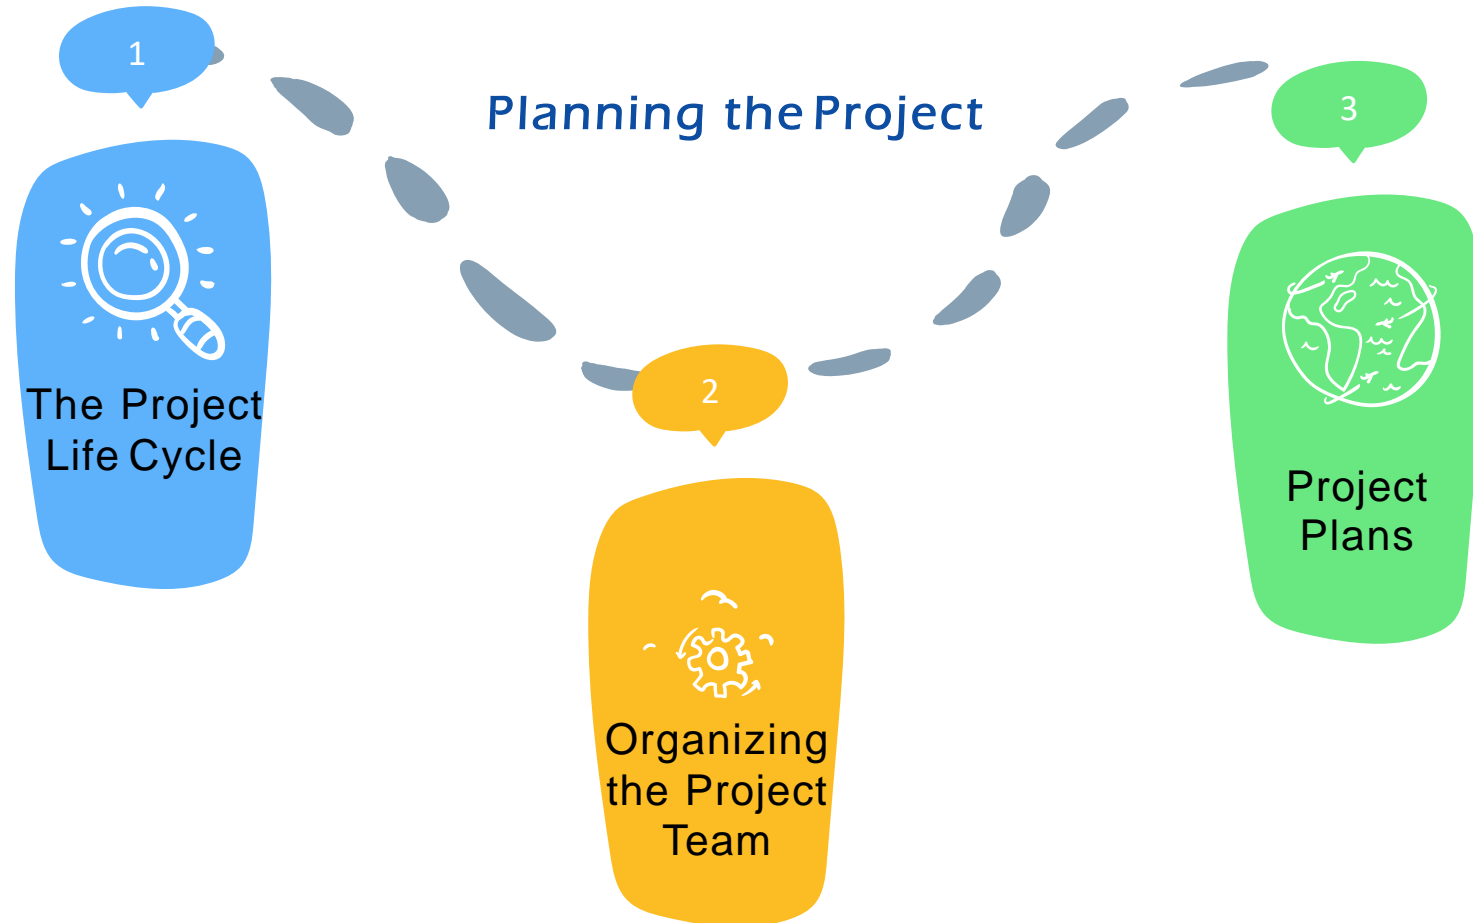 Planning the Project
1
The Project
Life Cycle
2
Organizing
the Project
Team
3
Project
Plans